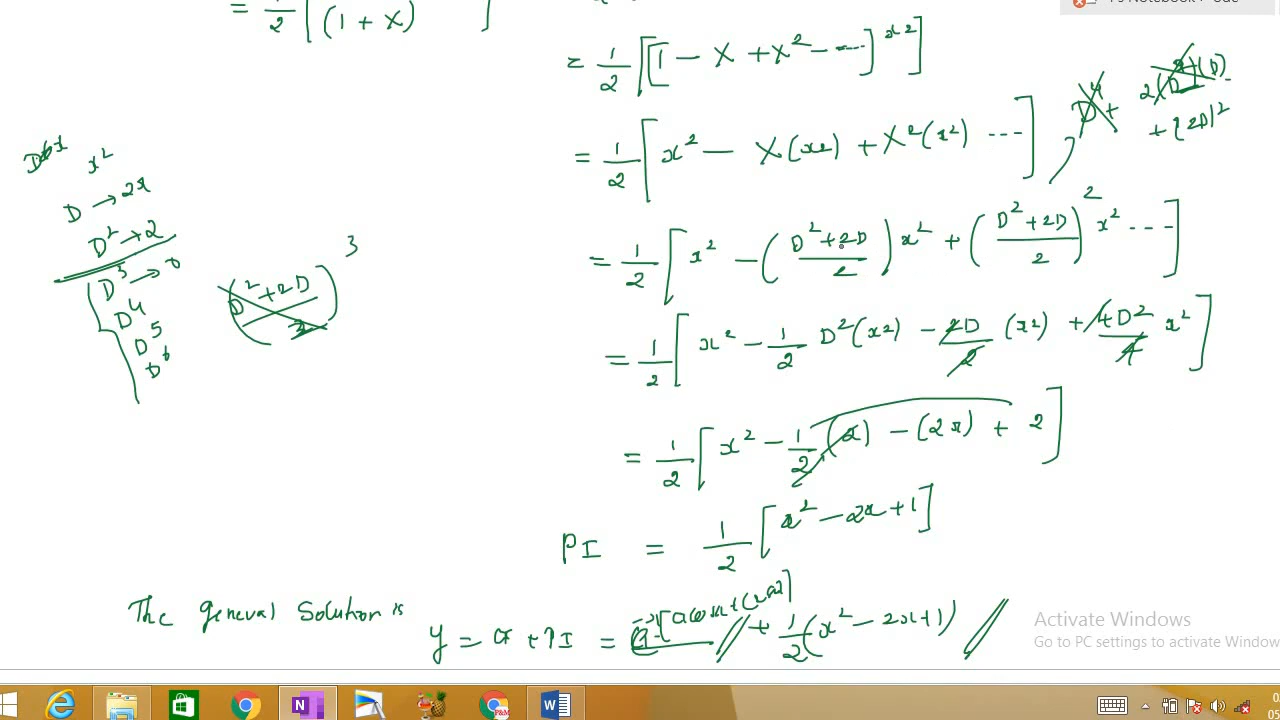 = 1/2 [ (1 + X) ]
= 1/2 [[1 − X + X² − ----] x²]
= 1/2 [x² − X(x²) + X²(x²) ---]
+ (2D)²
= 1/2 [x² − ((D² + 2D)/2) x² + ((D² + 2D)/2)² x² ---]
= 1/2 [x² − 1/2 D²(x²) − 2D/2 (x²) + 4D²/4 x²]
= 1/2 [x² − 1/2 (2) − (2x) + 2]
PI = 1/2 [x² − 2x + 1]
The general solution is
y = CF + PI = + 1/2 (x² − 2x + 1) //
x²
D → 2x
D² → 2
D³ → 0
D⁴
D⁵
D⁶
((D² + 2D)/2)³
Activate Windows
Go to PC settings to activate Window